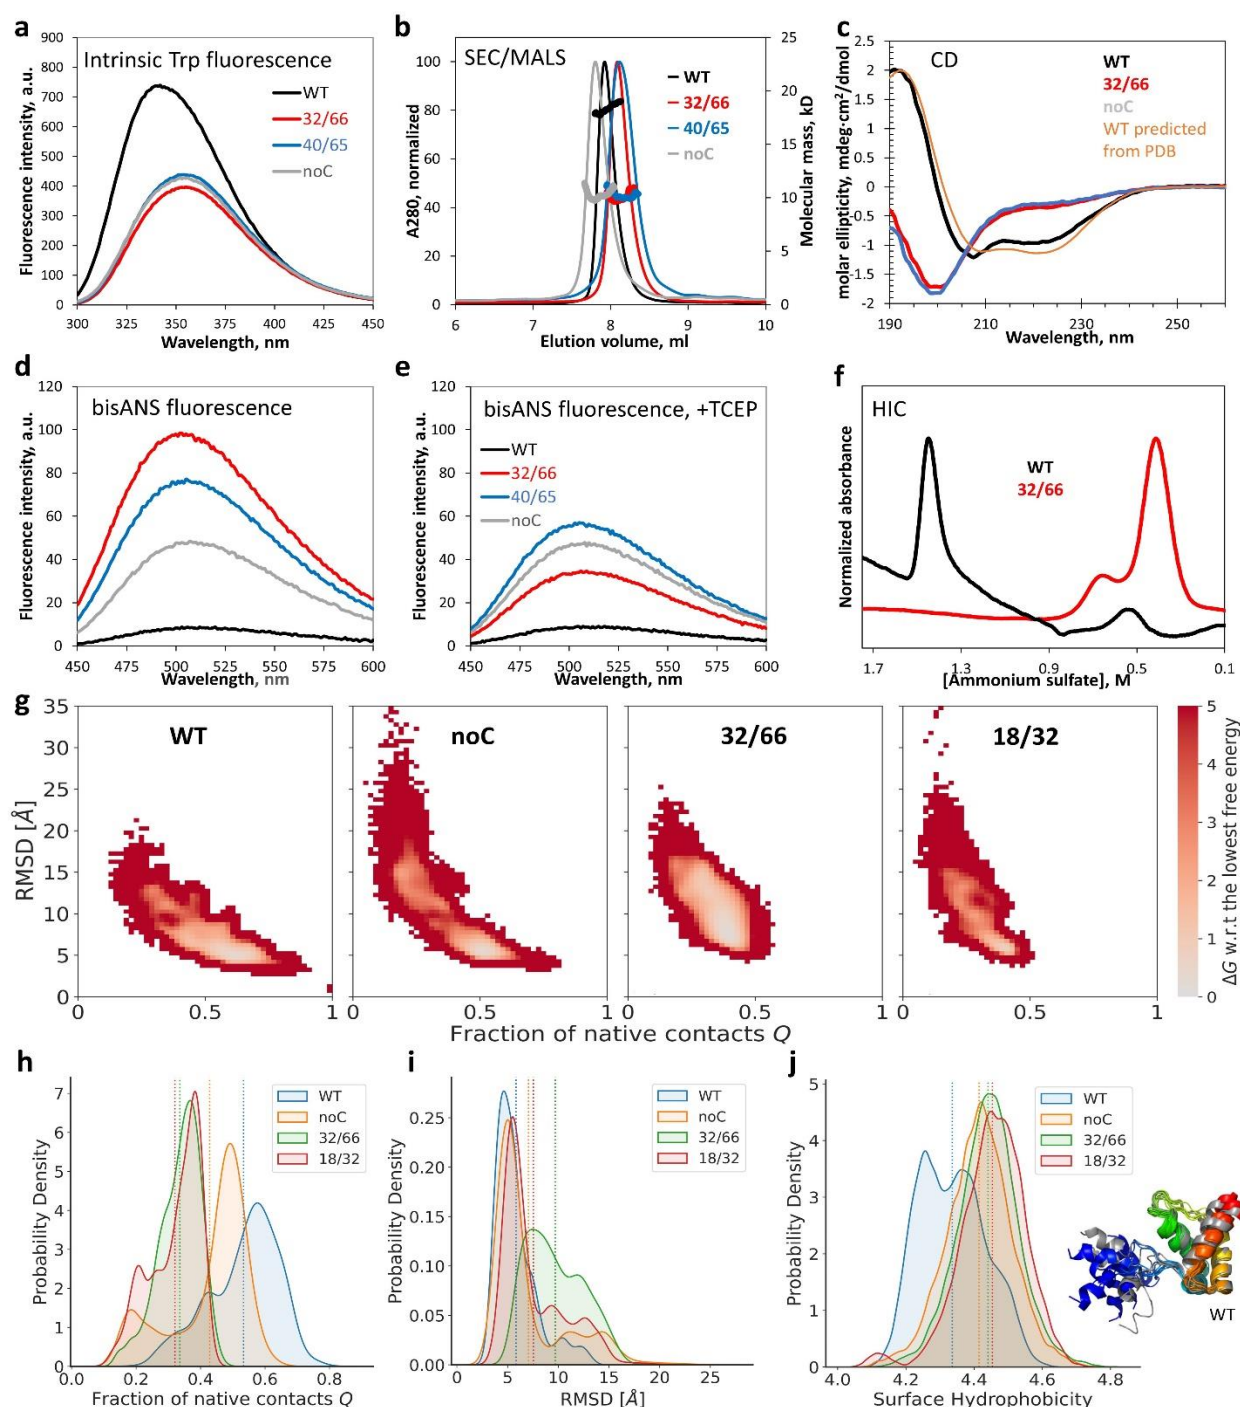 a
Intrinsic Trp fluorescence
900
800
700
600
500
400
300
200
100
0
Fluorescence intensity, a.u.
WT
32/66
40/65
noC
300 325 350 375 400 425 450
Wavelength, nm
b
SEC/MALS
100
80
60
40
20
0
A280, normalized
25
20
15
10
5
0
Molecular mass, kD
WT
32/66
40/65
noC
6 7 8 9 10
Elution volume, ml
c
CD
2.5
2
1.5
1
0.5
0
-0.5
-1
-1.5
-2
molar ellipticity, mdeg·cm²/dmol
WT
32/66
noC
WT predicted
from PDB
190 210 230 250
Wavelength, nm
d
bisANS fluorescence
120
100
80
60
40
20
0
Fluorescence intensity, a.u.
450 475 500 525 550 575 600
Wavelength, nm
e
bisANS fluorescence, +TCEP
120
100
80
60
40
20
0
Fluorescence intensity, a.u.
WT
32/66
40/65
noC
450 475 500 525 550 575 600
Wavelength, nm
f
HIC
Normalized absorbance
WT
32/66
1.7 1.3 0.9 0.5 0.1
[Ammonium sulfate], M
g
35
30
25
20
15
10
5
0
RMSD [Å]
WT
noC
32/66
18/32
0 0.5 1
0 0.5 1
0 0.5 1
0 0.5 1
Fraction of native contacts Q
5
4
3
2
1
0
ΔG w.r.t the lowest free energy
h
7
6
5
4
3
2
1
0
Probability Density
WT
noC
32/66
18/32
0.0 0.2 0.4 0.6 0.8
Fraction of native contacts Q
i
0.25
0.20
0.15
0.10
0.05
0.00
Probability Density
WT
noC
32/66
18/32
0 5 10 15 20 25
RMSD [Å]
j
5
4
3
2
1
0
Probability Density
WT
noC
32/66
18/32
4.0 4.2 4.4 4.6 4.8
Surface Hydrophobicity
WT